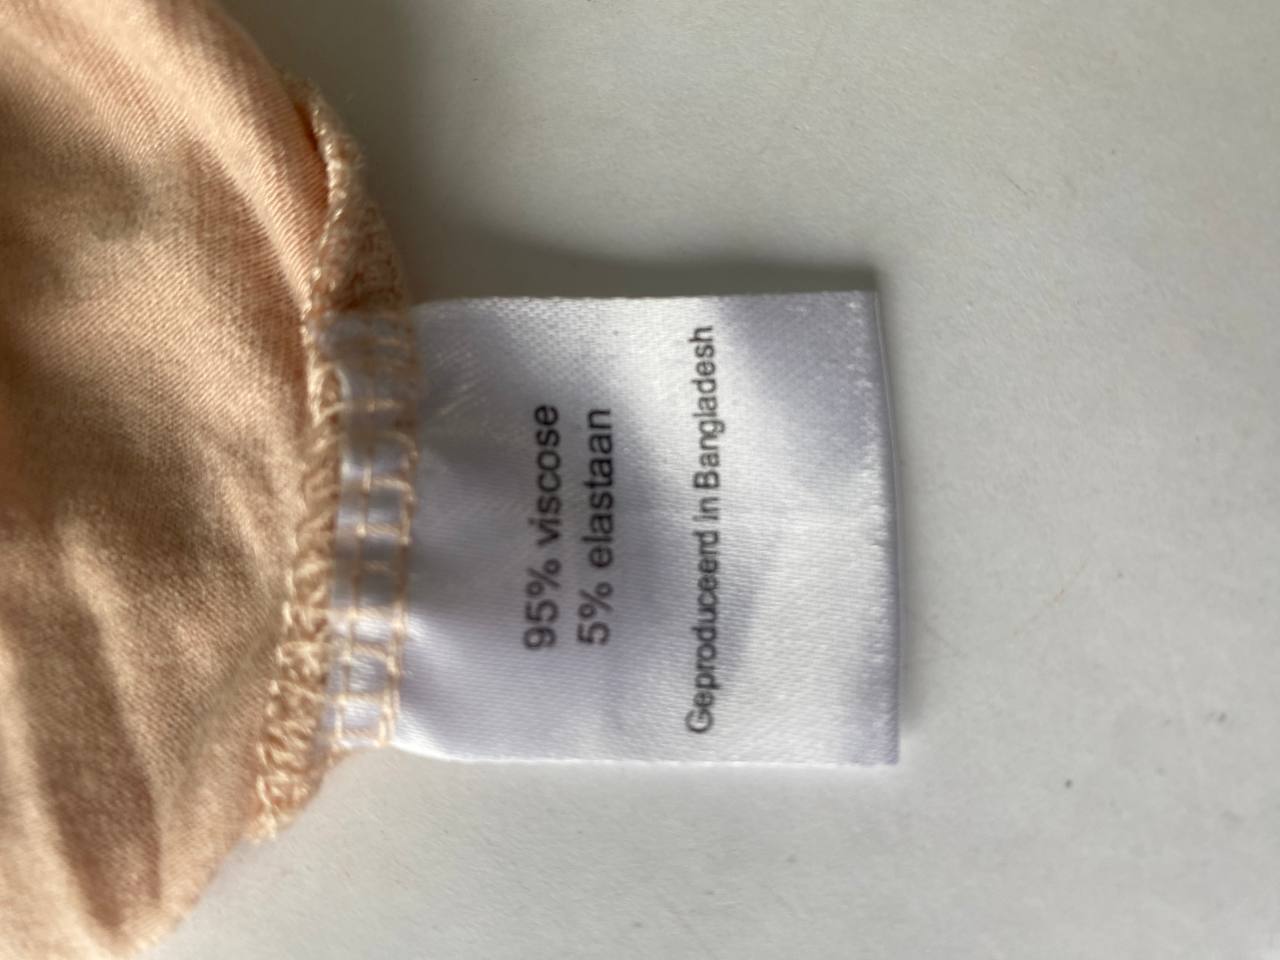 95% viscose
5% elastaan
Geproduceerd in Bangladesh